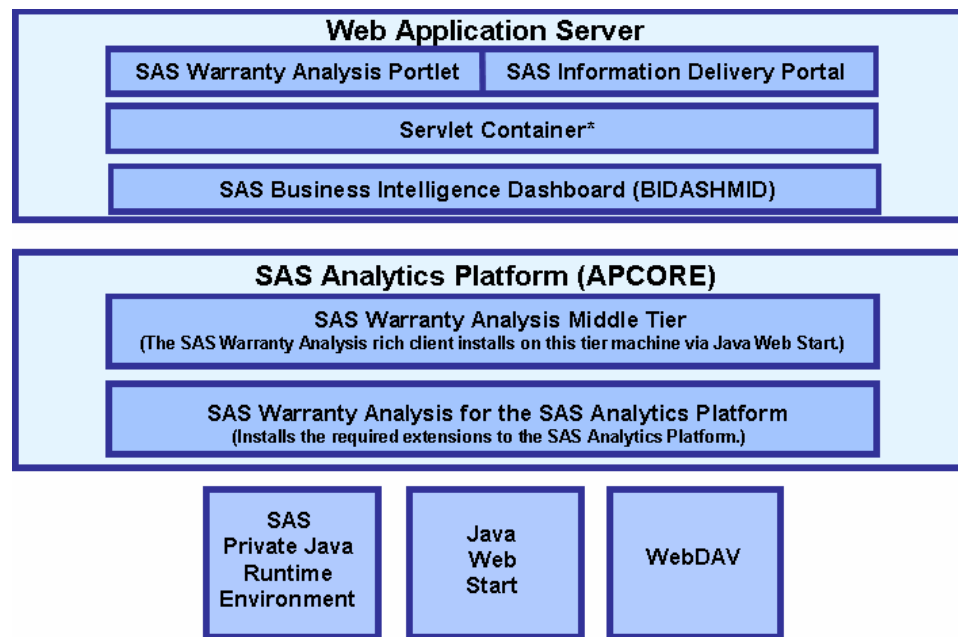 Web Application Server
SAS Warranty Analysis Portlet
SAS Information Delivery Portal
Servlet Container*
SAS Business Intelligence Dashboard (BIDASHMID)
SAS Analytics Platform (APCORE)
SAS Warranty Analysis Middle Tier
(The SAS Warranty Analysis rich client installs on this tier machine via Java Web Start.)
SAS Warranty Analysis for the SAS Analytics Platform
(Installs the required extensions to the SAS Analytics Platform.)
SAS
Private Java
Runtime
Environment
Java
Web
Start
WebDAV